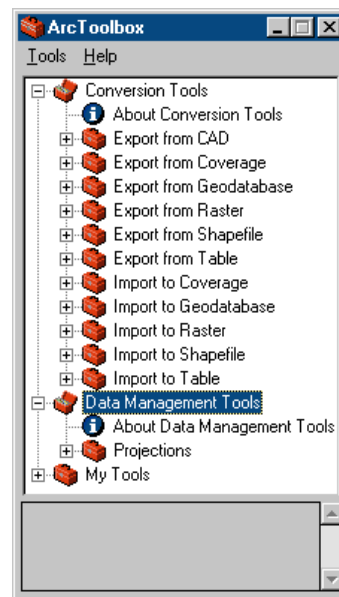 ArcToolbox
Tools Help
Conversion Tools
About Conversion Tools
Export from CAD
Export from Coverage
Export from Geodatabase
Export from Raster
Export from Shapefile
Export from Table
Import to Coverage
Import to Geodatabase
Import to Raster
Import to Shapefile
Import to Table
Data Management Tools
About Data Management Tools
Projections
My Tools